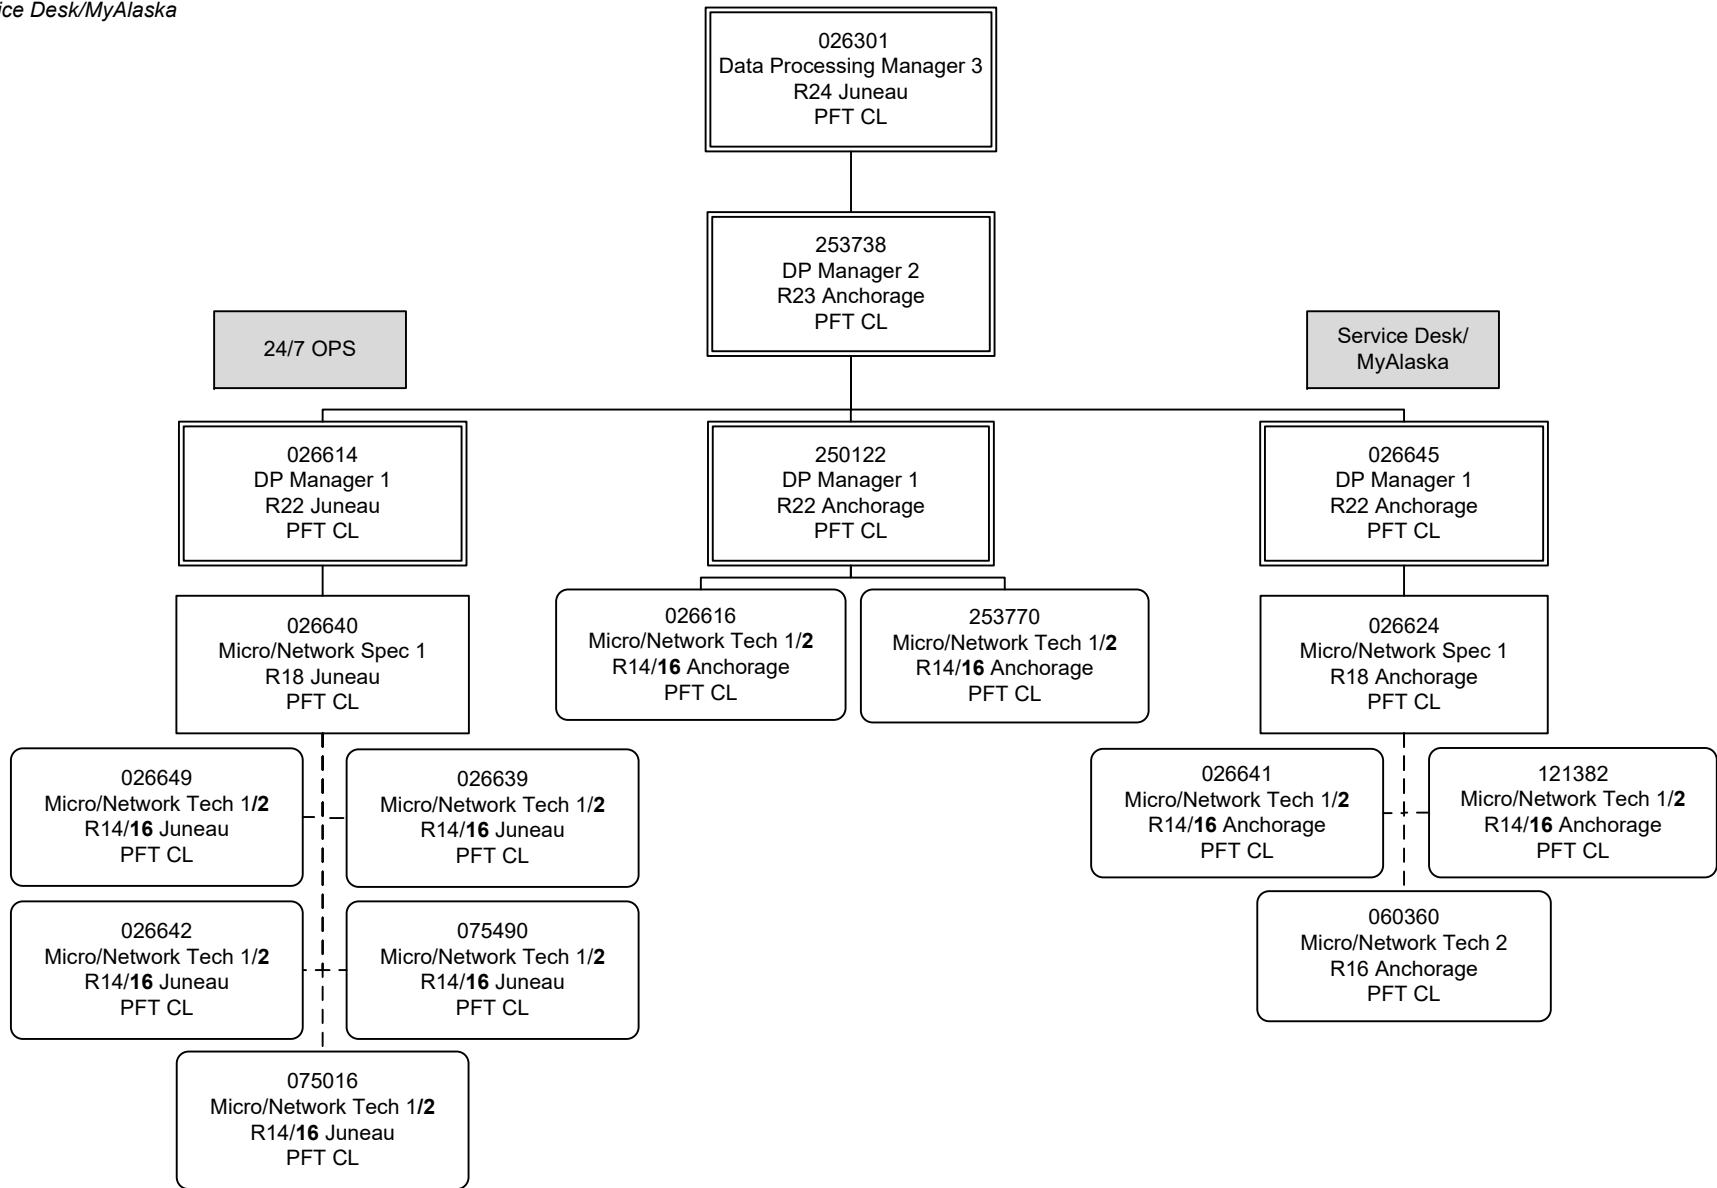 ice Desk/MyAlaska
026301
Data Processing Manager 3
R24 Juneau
PFT CL
253738
DP Manager 2
R23 Anchorage
PFT CL
24/7 OPS
Service Desk/
MyAlaska
026614
DP Manager 1
R22 Juneau
PFT CL
250122
DP Manager 1
R22 Anchorage
PFT CL
026645
DP Manager 1
R22 Anchorage
PFT CL
026640
Micro/Network Spec 1
R18 Juneau
PFT CL
026616
Micro/Network Tech 1/2
R14/16 Anchorage
PFT CL
253770
Micro/Network Tech 1/2
R14/16 Anchorage
PFT CL
026624
Micro/Network Spec 1
R18 Anchorage
PFT CL
026649
Micro/Network Tech 1/2
R14/16 Juneau
PFT CL
026639
Micro/Network Tech 1/2
R14/16 Juneau
PFT CL
026641
Micro/Network Tech 1/2
R14/16 Anchorage
PFT CL
121382
Micro/Network Tech 1/2
R14/16 Anchorage
PFT CL
026642
Micro/Network Tech 1/2
R14/16 Juneau
PFT CL
075490
Micro/Network Tech 1/2
R14/16 Juneau
PFT CL
060360
Micro/Network Tech 2
R16 Anchorage
PFT CL
075016
Micro/Network Tech 1/2
R14/16 Juneau
PFT CL